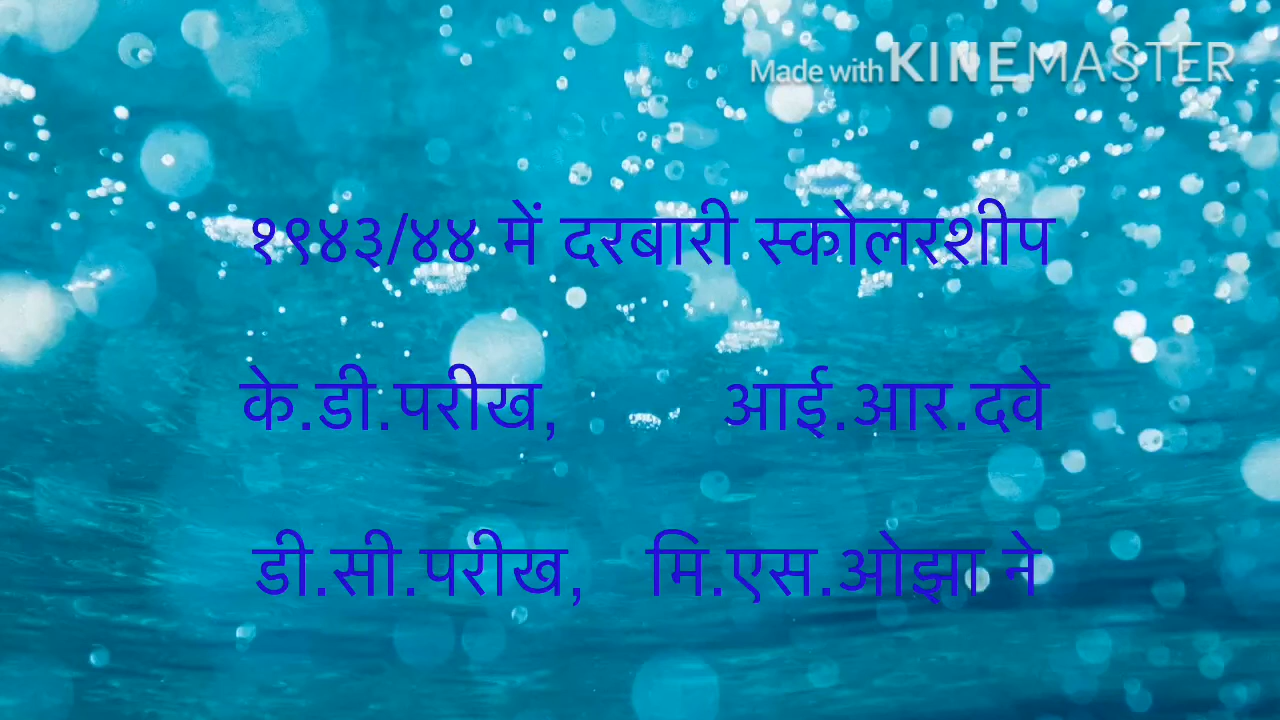 Made with KINEMASTER
१९४३/४४ में दरबारी स्कोलरशीप
के.डी.परीख, आई.आर.दवे
डी.सी.परीख, मि.एस.ओझा ने